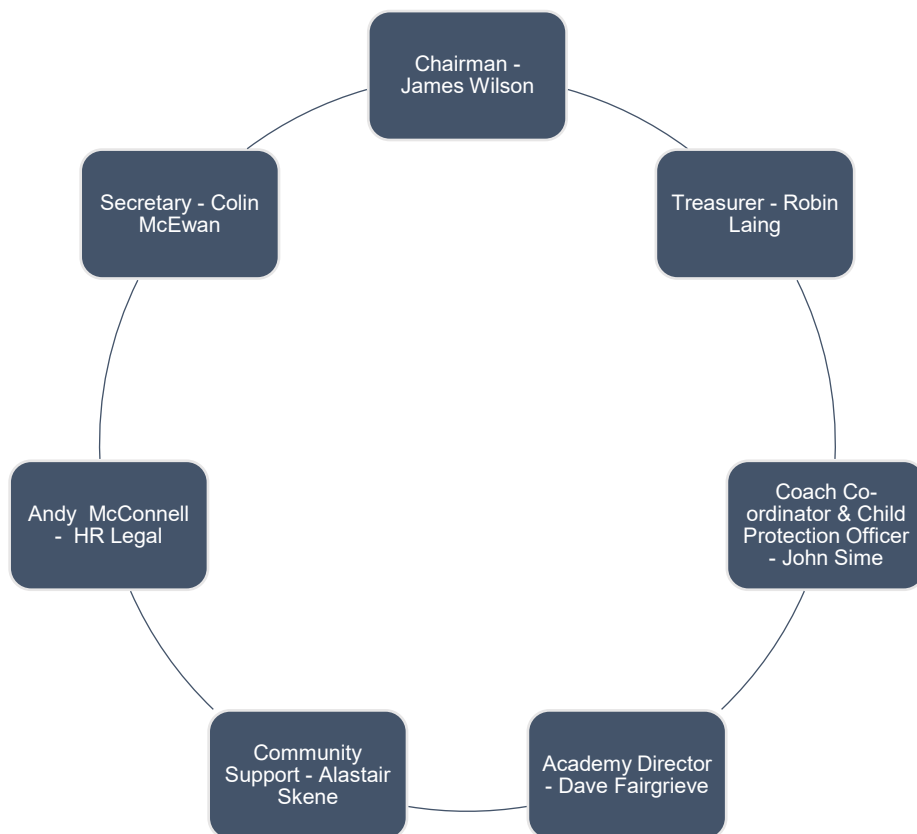 Chairman -
James Wilson
Secretary - Colin
McEwan
Treasurer - Robin
Laing
Andy  McConnell
-  HR Legal
Coach Co-
ordinator & Child
Protection Officer
- John Sime
Community
Support - Alastair
Skene
Academy Director
- Dave Fairgrieve